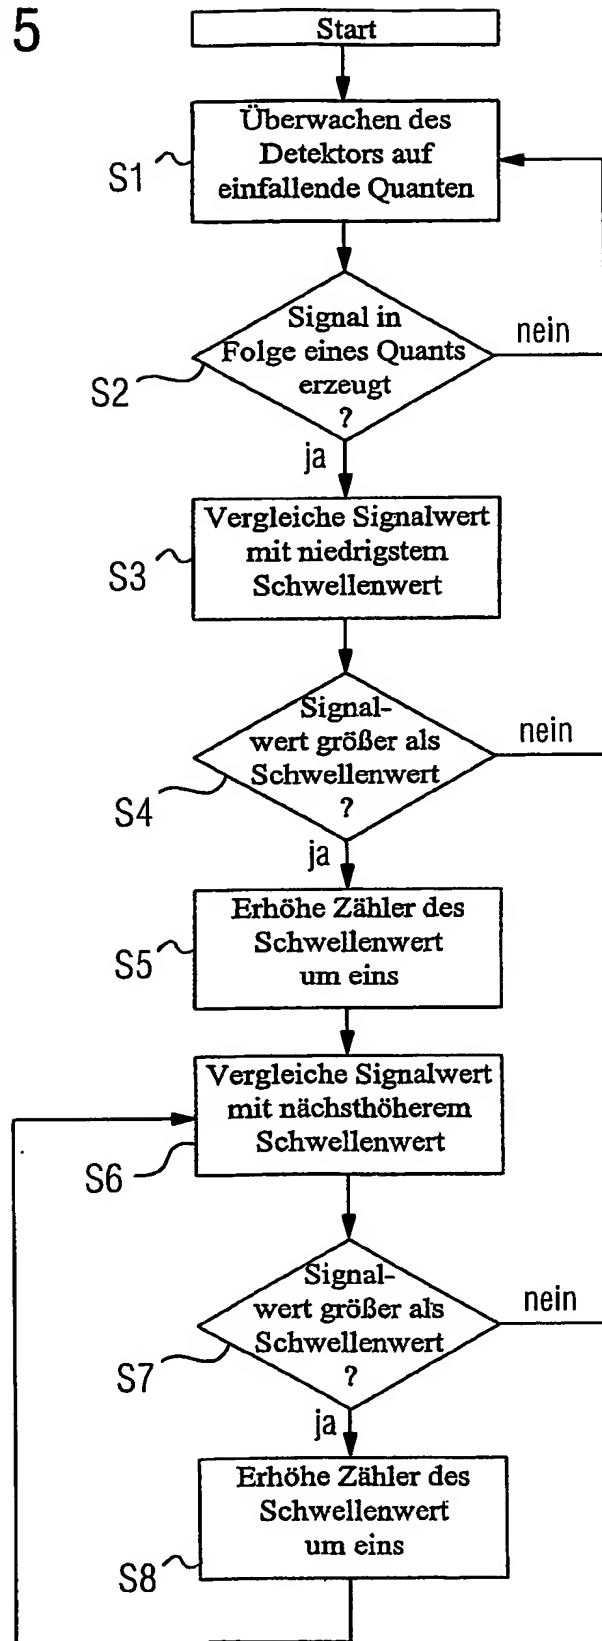 5
Start
Überwachen des
Detektors auf
einfallende Quanten
S1
Signal in
Folge eines Quants
erzeugt
?
nein
S2
ja
Vergleiche Signalwert
mit niedrigstem
Schwellenwert
S3
Signal-
wert größer als
Schwellenwert
?
nein
S4
ja
Erhöhe Zähler des
Schwellenwert
um eins
S5
Vergleiche Signalwert
mit nächsthöherem
Schwellenwert
S6
Signal-
wert größer als
Schwellenwert
?
nein
S7
ja
Erhöhe Zähler des
Schwellenwert
um eins
S8